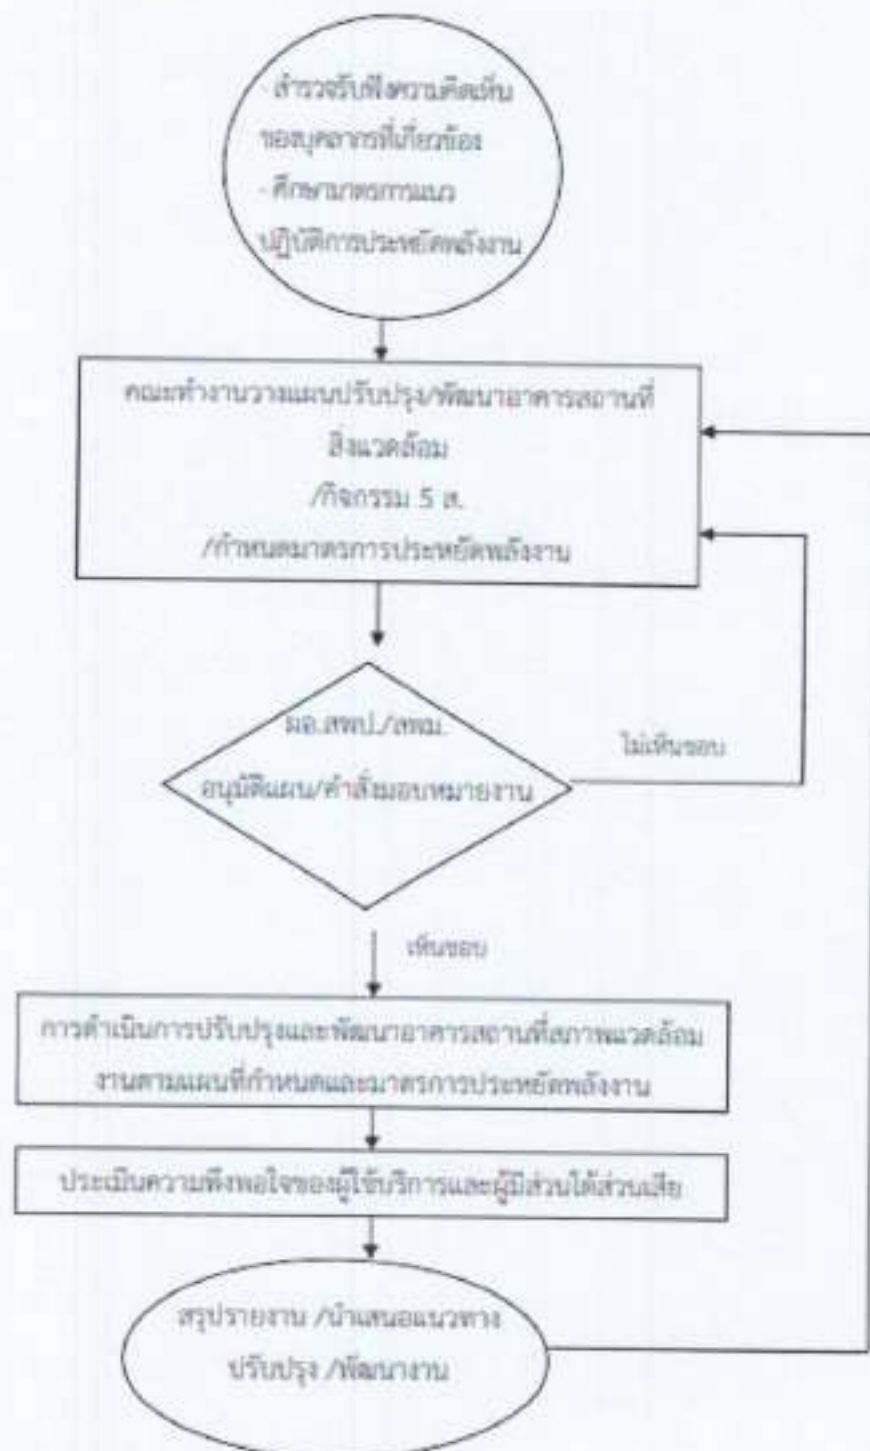 - สำรวจรับฟังความคิดเห็น
ของบุคลากรที่เกี่ยวข้อง
- ศึกษามาตรการแนว
ปฏิบัติการประหยัดพลังงาน
คณะทำงานวางแผนปรับปรุง/พัฒนาอาคารสถานที่
สิ่งแวดล้อม
/กิจกรรม 5 ส.
/กำหนดมาตรการประหยัดพลังงาน
ผอ.สพป./สพม.
อนุมัติแผน/คำสั่งมอบหมายงาน
ไม่เห็นชอบ
เห็นชอบ
การดำเนินการปรับปรุงและพัฒนาอาคารสถานที่สภาพแวดล้อม
งานตามแผนที่กำหนดและมาตรการประหยัดพลังงาน
ประเมินความพึงพอใจของผู้ใช้บริการและผู้มีส่วนได้ส่วนเสีย
สรุปรายงาน /นำเสนอแนวทาง
ปรับปรุง /พัฒนางาน